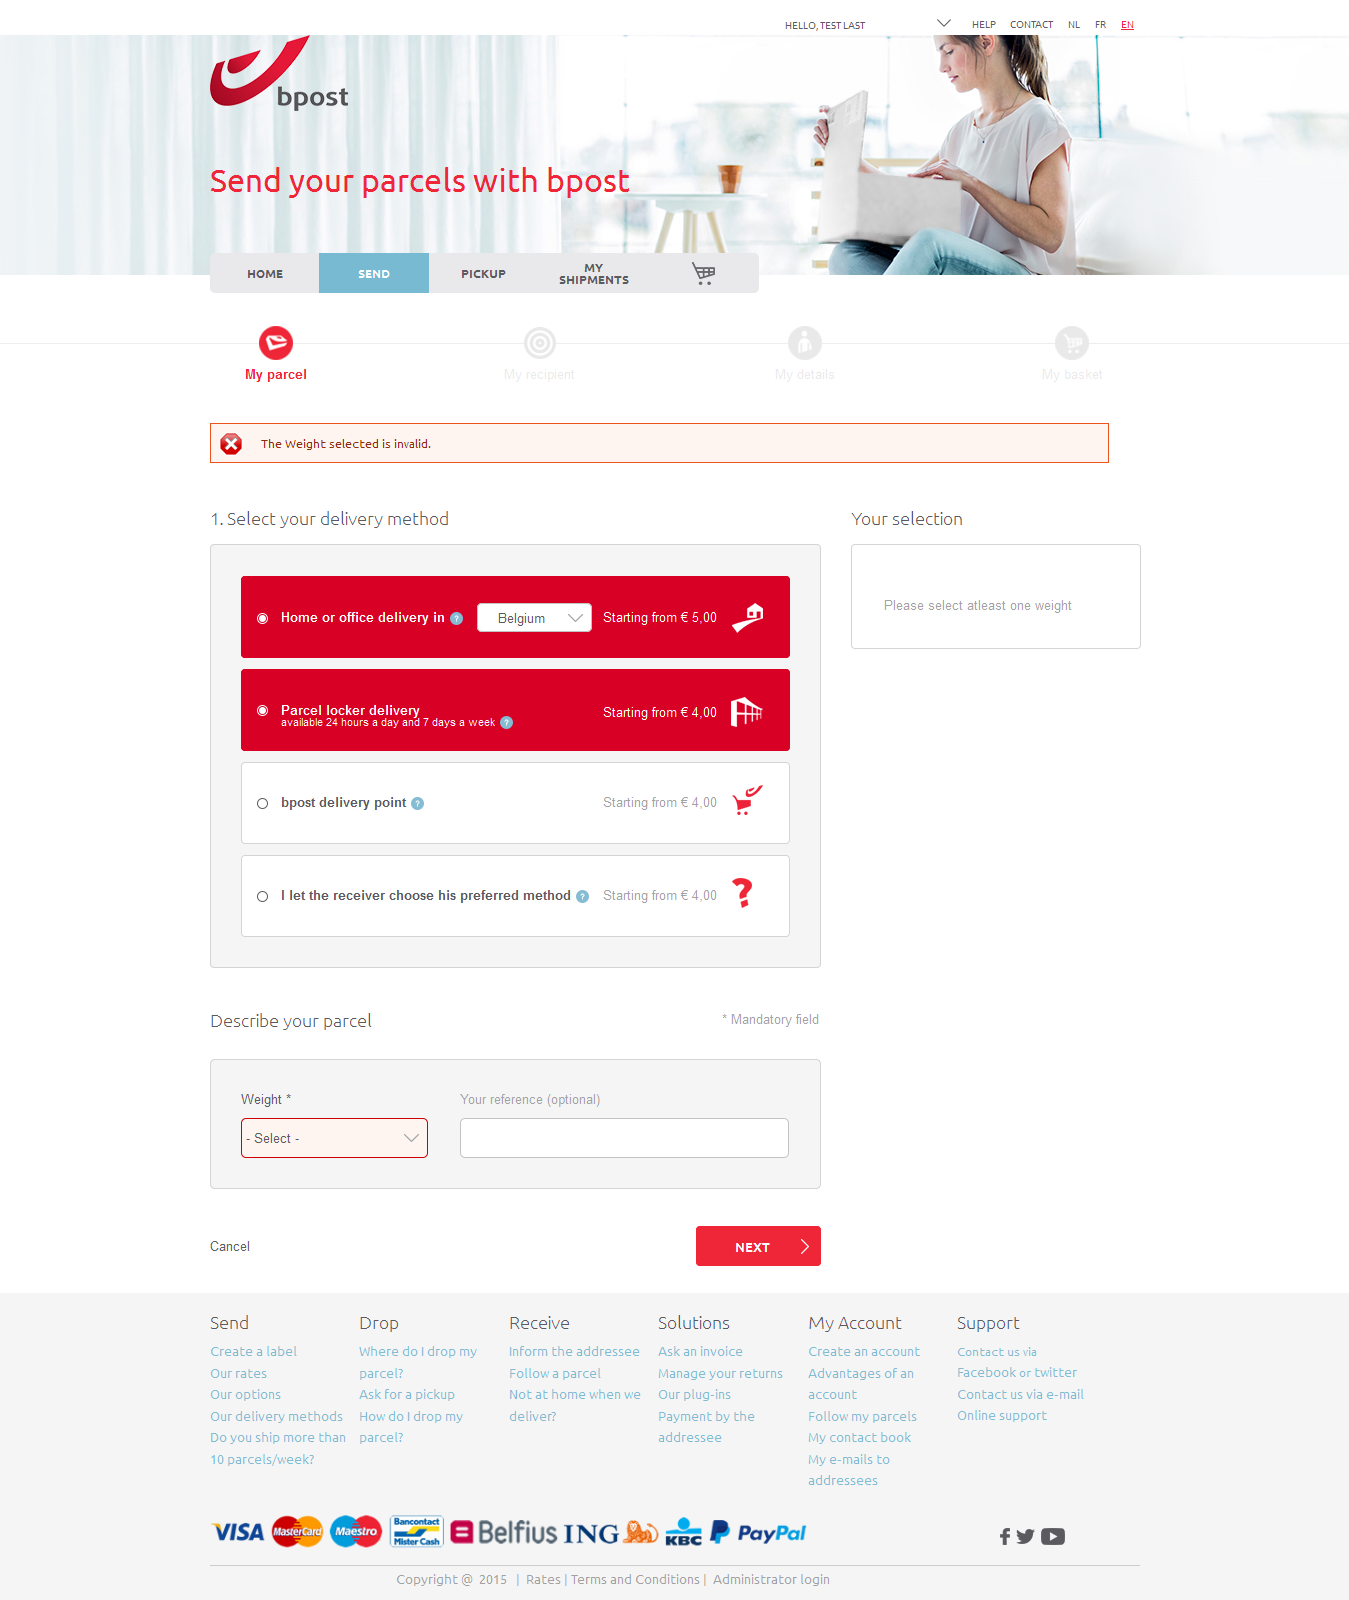 HELLO, TEST LAST
HELP CONTACT NL FR EN
bpost
Send your parcels with bpost
HOME SEND PICKUP MY SHIPMENTS
My parcel My recipient My details My basket
The Weight selected is invalid.
1. Select your delivery method
Your selection
Home or office delivery in ? Belgium Starting from € 5,00
Please select atleast one weight
Parcel locker delivery
available 24 hours a day and 7 days a week ?
Starting from € 4,00
bpost delivery point ? Starting from € 4,00
I let the receiver choose his preferred method ? Starting from € 4,00
?
Describe your parcel
* Mandatory field
Weight * Your reference (optional)
- Select -
Cancel
NEXT
Send
Create a label
Our rates
Our options
Our delivery methods
Do you ship more than
10 parcels/week?
Drop
Where do I drop my
parcel?
Ask for a pickup
How do I drop my
parcel?
Receive
Inform the addressee
Follow a parcel
Not at home when we
deliver?
Solutions
Ask an invoice
Manage your returns
Our plug-ins
Payment by the
addressee
My Account
Create an account
Advantages of an
account
Follow my parcels
My contact book
My e-mails to
addressees
Support
Contact us via
Facebook or twitter
Contact us via e-mail
Online support
VISA MasterCard Maestro Bancontact Mister Cash Belfius ING KBC PayPal
Copyright @ 2015 | Rates | Terms and Conditions | Administrator login